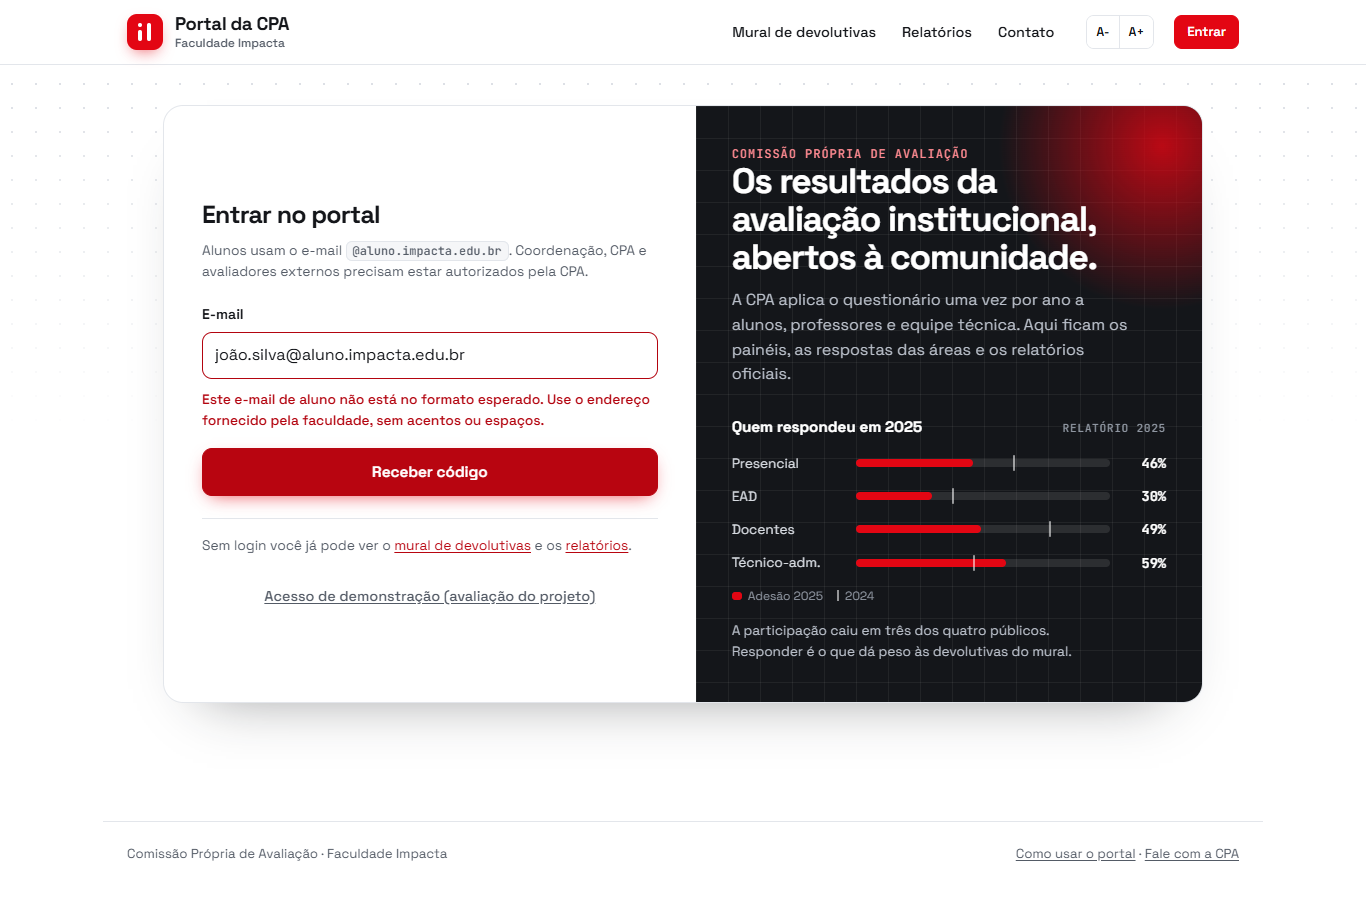 Portal da CPA
Faculdade Impacta
Mural de devolutivas
Relatórios
Contato
A-
A+
Entrar
Entrar no portal
Alunos usam o e-mail @aluno.impacta.edu.br. Coordenação, CPA e
avaliadores externos precisam estar autorizados pela CPA.
E-mail
joão.silva@aluno.impacta.edu.br
Este e-mail de aluno não está no formato esperado. Use o endereço
fornecido pela faculdade, sem acentos ou espaços.
Receber código
Sem login você já pode ver o mural de devolutivas e os relatórios.
Acesso de demonstração (avaliação do projeto)
COMISSÃO PRÓPRIA DE AVALIAÇÃO
Os resultados da
avaliação institucional,
abertos à comunidade.
A CPA aplica o questionário uma vez por ano a
alunos, professores e equipe técnica. Aqui ficam os
painéis, as respostas das áreas e os relatórios
oficiais.
Quem respondeu em 2025
RELATÓRIO 2025
Presencial 46%
EAD 30%
Docentes 49%
Técnico-adm. 59%
Adesão 2025 2024
A participação caiu em três dos quatro públicos.
Responder é o que dá peso às devolutivas do mural.
Comissão Própria de Avaliação · Faculdade Impacta
Como usar o portal · Fale com a CPA